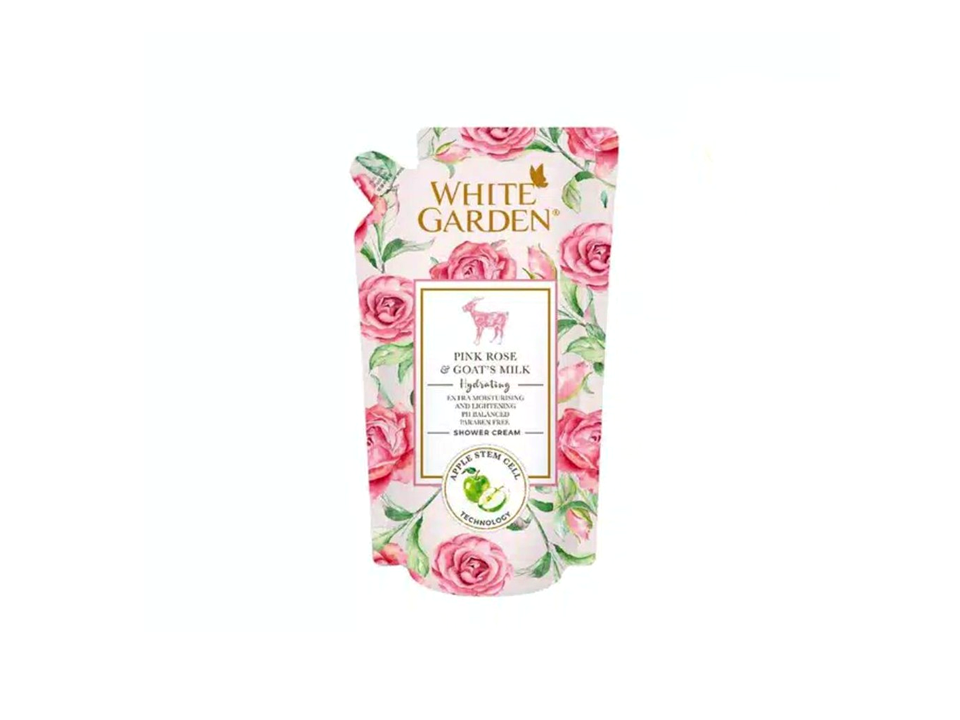 WHITE
GARDEN®
PINK ROSE
& GOAT'S MILK
Hydrating
EXTRA MOISTURISING
AND LIGHTENING
PH BALANCED
PARABEN FREE
SHOWER CREAM
APPLE STEM CELL
TECHNOLOGY